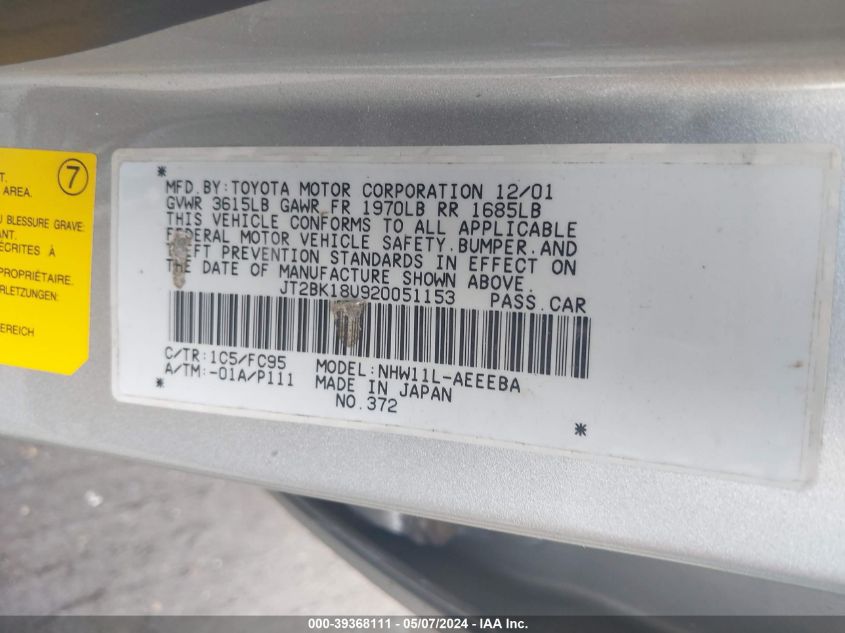 7
T.
AREA.
U BLESSURE GRAVE:
ANT.
ÉCRITES À
PROPRIÉTAIRE.
RLETZUNGEN:
EREICH
*
MFD.BY:TOYOTA MOTOR CORPORATION 12/01
GVWR 3615LB GAWR FR 1970LB RR 1685LB
THIS VEHICLE CONFORMS TO ALL APPLICABLE
FEDERAL MOTOR VEHICLE SAFETY.BUMPER.AND
THEFT PREVENTION STANDARDS IN EFFECT ON
THE DATE OF MANUFACTURE SHOWN ABOVE.
JT2BK18U920051153 PASS.CAR
C/TR:1C5/FC95 MODEL:NHW11L-AEEEBA
A/TM:-01A/P111 MADE IN JAPAN
* NO.372 *
000-39368111 - 05/07/2024 - IAA Inc.